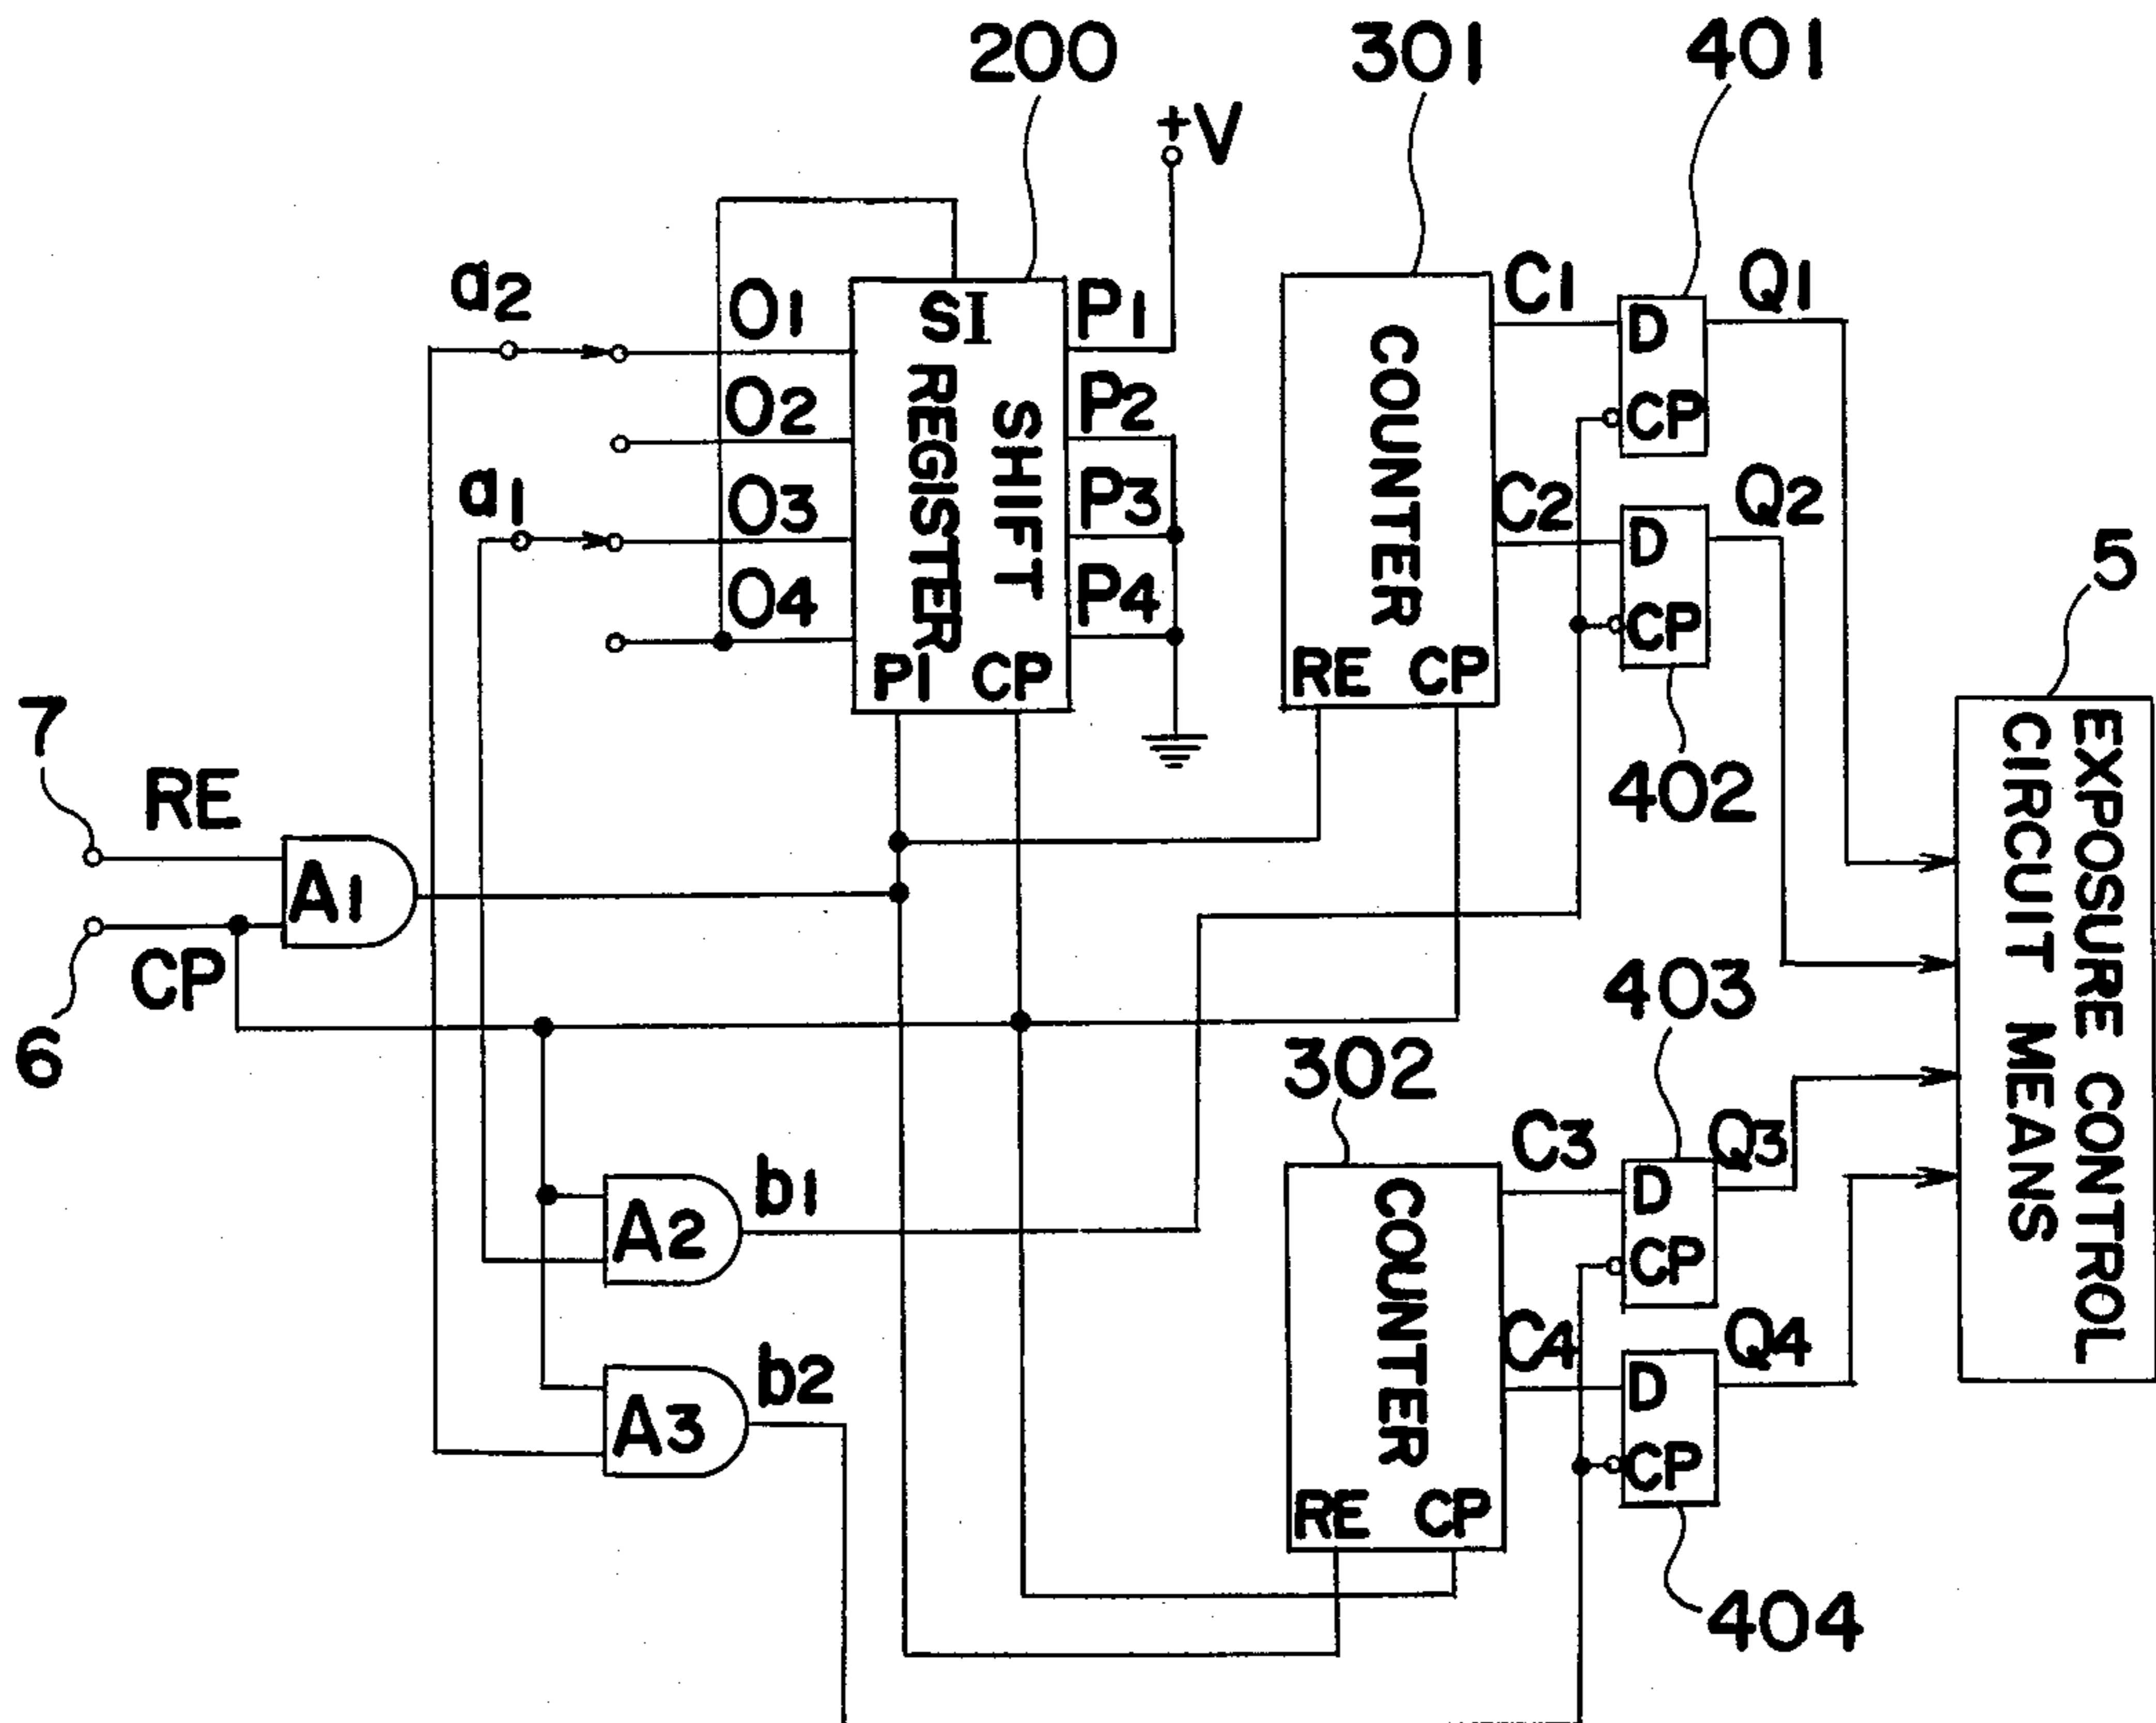 200
301
401
+V
a2
O1
SI
P1
C1
D
Q1
O2
P2
CP
a1
O3
P3
C2
D
Q2
O4
P4
CP
SHIFT
REGISTER
PI CP
COUNTER
RE CP
402
5
EXPOSURE CONTROL
CIRCUIT MEANS
7
RE
A1
CP
6
403
302
C3
D
Q3
CP
A2
b1
C4
D
Q4
CP
A3
b2
COUNTER
RE CP
404